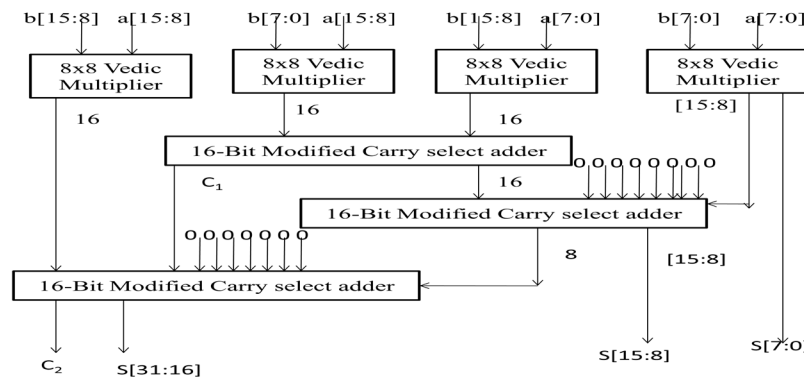 b[15:8] a[15:8] b[7:0] a[15:8] b[15:8] a[7:0] b[7:0] a[7:0]
8x8 Vedic Multiplier
8x8 Vedic Multiplier
8x8 Vedic Multiplier
8x8 Vedic Multiplier
16
16
16
[15:8]
16-Bit Modified Carry select adder
C₁
16
0 0 0 0 0 0 0 0
16-Bit Modified Carry select adder
0 0 0 0 0 0 0
8
[15:8]
16-Bit Modified Carry select adder
C₂
S[31:16]
S[15:8]
S[7:0]